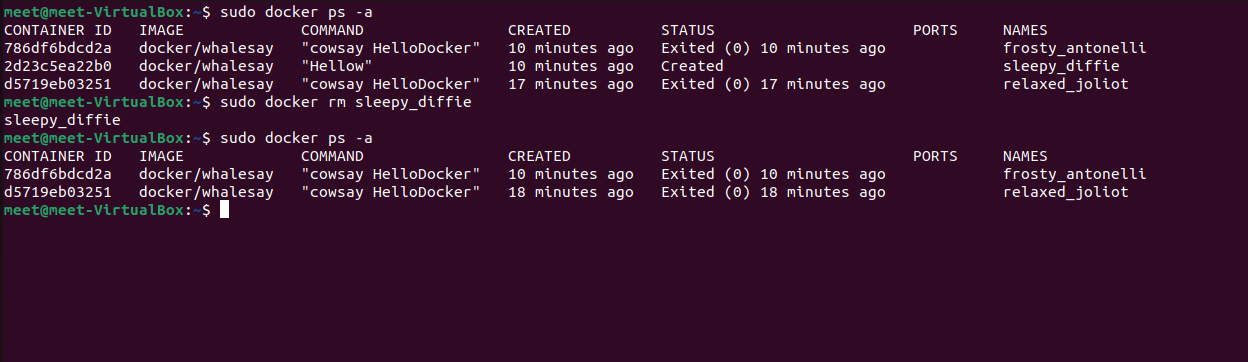 meet@meet-VirtualBox:~$ sudo docker ps -a
CONTAINER ID   IMAGE             COMMAND                CREATED          STATUS                      PORTS     NAMES
786df6bdcd2a   docker/whalesay   "cowsay HelloDocker"   10 minutes ago   Exited (0) 10 minutes ago             frosty_antonelli
2d23c5ea22b0   docker/whalesay   "Hellow"               10 minutes ago   Created                               sleepy_diffie
d5719eb03251   docker/whalesay   "cowsay HelloDocker"   17 minutes ago   Exited (0) 17 minutes ago             relaxed_joliot
meet@meet-VirtualBox:~$ sudo docker rm sleepy_diffie
sleepy_diffie
meet@meet-VirtualBox:~$ sudo docker ps -a
CONTAINER ID   IMAGE             COMMAND                CREATED          STATUS                      PORTS     NAMES
786df6bdcd2a   docker/whalesay   "cowsay HelloDocker"   10 minutes ago   Exited (0) 10 minutes ago             frosty_antonelli
d5719eb03251   docker/whalesay   "cowsay HelloDocker"   18 minutes ago   Exited (0) 18 minutes ago             relaxed_joliot
meet@meet-VirtualBox:~$